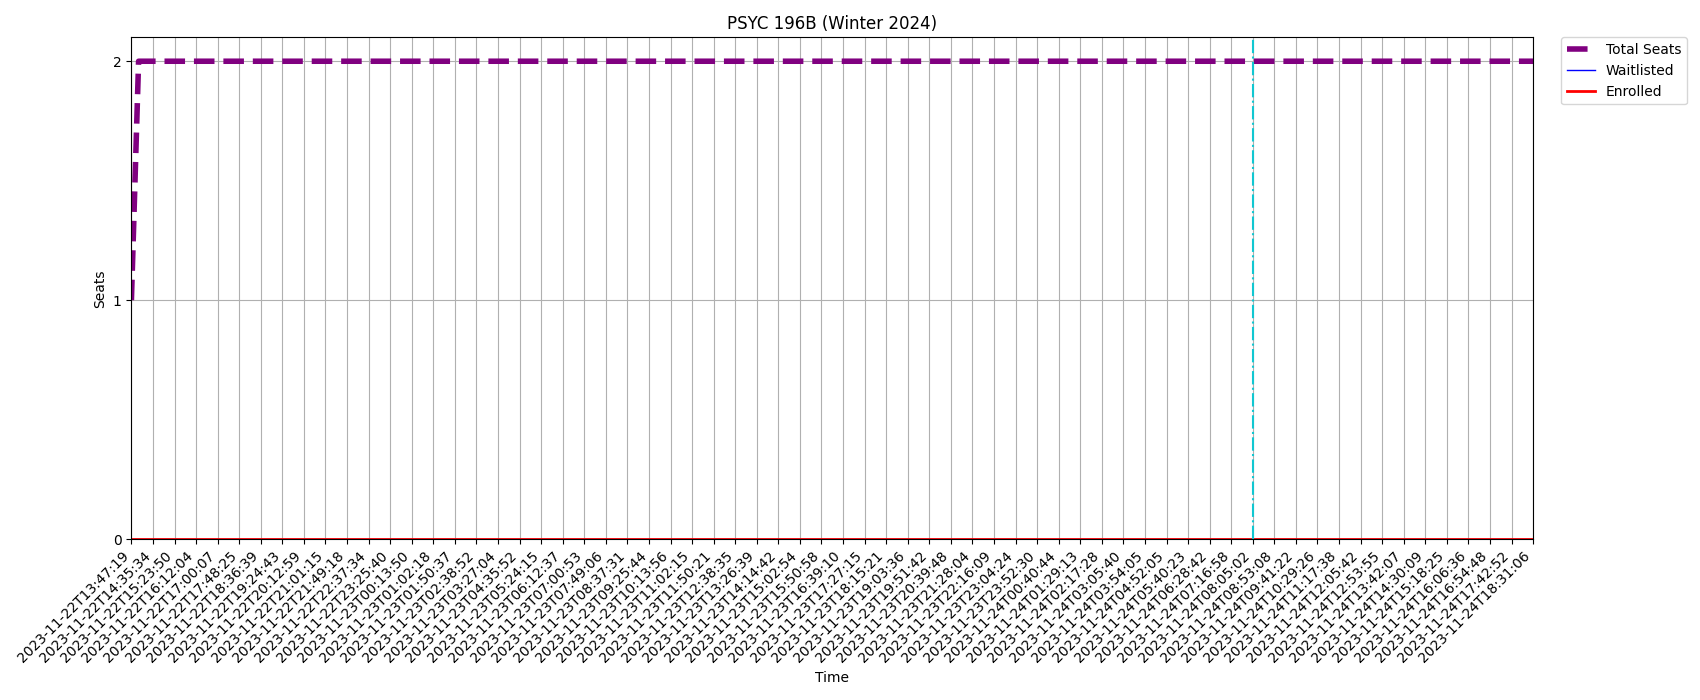 PSYC 196B (Winter 2024)
Total Seats
Waitlisted
Enrolled
Seats
2
1
0
2023-11-22T13:47:19
2023-11-22T14:35:34
2023-11-22T15:23:50
2023-11-22T16:12:04
2023-11-22T17:00:07
2023-11-22T17:48:25
2023-11-22T18:36:39
2023-11-22T19:24:43
2023-11-22T20:12:59
2023-11-22T21:01:15
2023-11-22T21:49:18
2023-11-22T22:37:34
2023-11-22T23:25:40
2023-11-23T00:13:50
2023-11-23T01:02:18
2023-11-23T01:50:37
2023-11-23T02:38:52
2023-11-23T03:27:04
2023-11-23T04:35:52
2023-11-23T05:24:15
2023-11-23T06:12:37
2023-11-23T07:00:53
2023-11-23T07:49:06
2023-11-23T08:37:31
2023-11-23T09:25:44
2023-11-23T10:13:56
2023-11-23T11:02:15
2023-11-23T11:50:21
2023-11-23T12:38:35
2023-11-23T13:26:39
2023-11-23T14:14:42
2023-11-23T15:02:54
2023-11-23T15:50:58
2023-11-23T16:39:10
2023-11-23T17:27:15
2023-11-23T18:15:21
2023-11-23T19:03:36
2023-11-23T19:51:42
2023-11-23T20:39:48
2023-11-23T21:28:04
2023-11-23T22:16:09
2023-11-23T23:04:24
2023-11-23T23:52:30
2023-11-24T00:40:44
2023-11-24T01:29:13
2023-11-24T02:17:28
2023-11-24T03:05:40
2023-11-24T03:54:05
2023-11-24T04:52:05
2023-11-24T05:40:23
2023-11-24T06:28:42
2023-11-24T07:16:58
2023-11-24T08:05:02
2023-11-24T08:53:08
2023-11-24T09:41:22
2023-11-24T10:29:26
2023-11-24T11:17:38
2023-11-24T12:05:42
2023-11-24T12:53:55
2023-11-24T13:42:07
2023-11-24T14:30:09
2023-11-24T15:18:25
2023-11-24T16:06:36
2023-11-24T16:54:48
2023-11-24T17:42:52
2023-11-24T18:31:06
Time